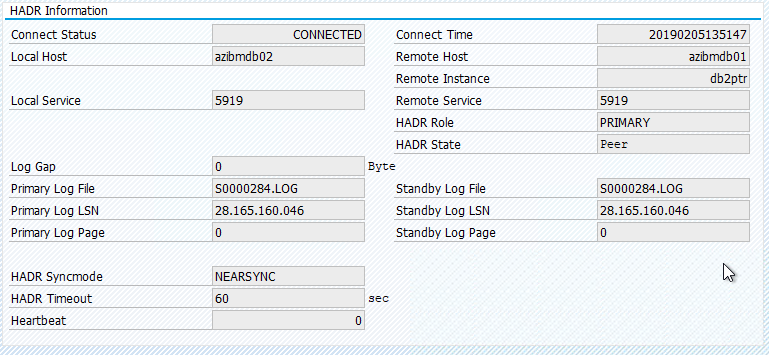 HADR Information
Connect Status CONNECTED Connect Time 20190205135147
Local Host azibmdb02 Remote Host azibmdb01
Remote Instance db2ptr
Local Service 5919 Remote Service 5919
HADR Role PRIMARY
HADR State Peer
Log Gap 0 Byte
Primary Log File S0000284.LOG Standby Log File S0000284.LOG
Primary Log LSN 28.165.160.046 Standby Log LSN 28.165.160.046
Primary Log Page 0 Standby Log Page 0
HADR Syncmode NEARSYNC
HADR Timeout 60 sec
Heartbeat 0